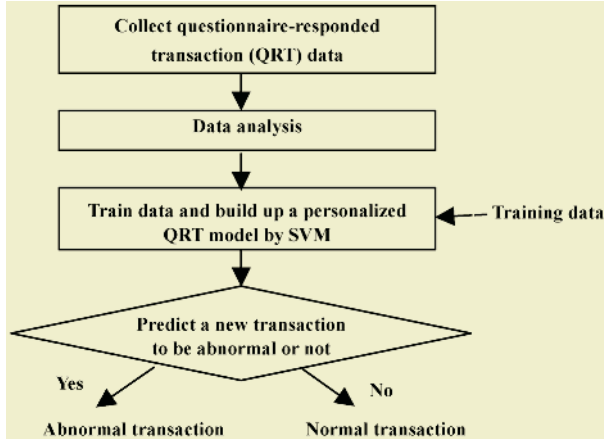 Collect questionnaire-responded
transaction (QRT) data
Data analysis
Train data and build up a personalized
QRT model by SVM
Training data
Predict a new transaction
to be abnormal or not
Yes
No
Abnormal transaction
Normal transaction